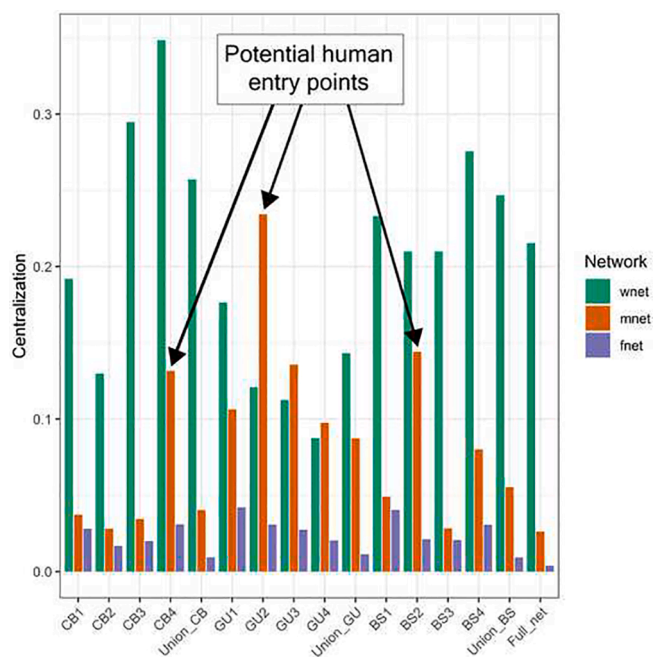 Potential human
entry points
Centralization
0.3
0.2
0.1
0.0
CB1
CB2
CB3
CB4
Union_CB
GU1
GU2
GU3
GU4
Union_GU
BS1
BS2
BS3
BS4
Union_BS
Full_net
Network
wnet
mnet
fnet